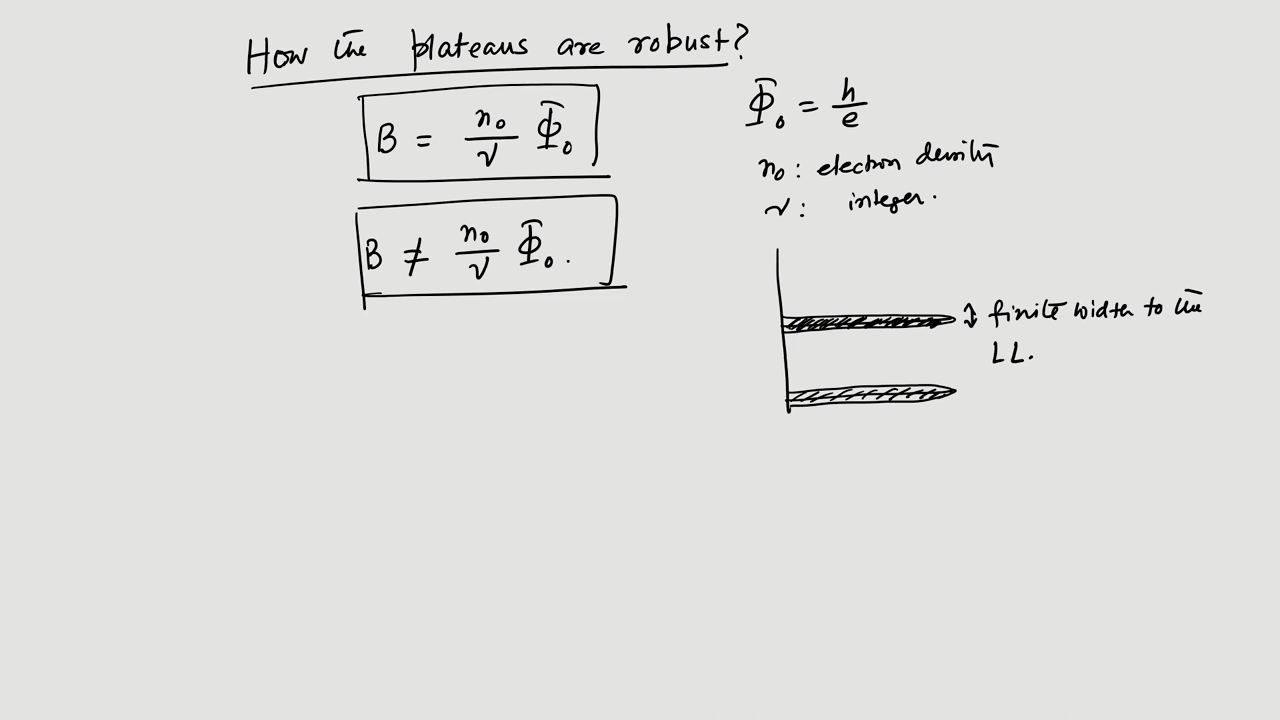 How the plateaus are robust?
B = n₀/ν Φ₀
Φ₀ = h/e
n₀ : electron density
ν : integer.
B ≠ n₀/ν Φ₀.
↕ finite width to the
LL.